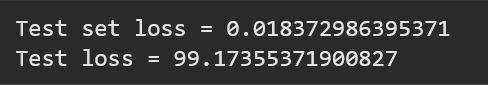 Test set loss = 0.018372986395371
Test loss = 99.17355371900827